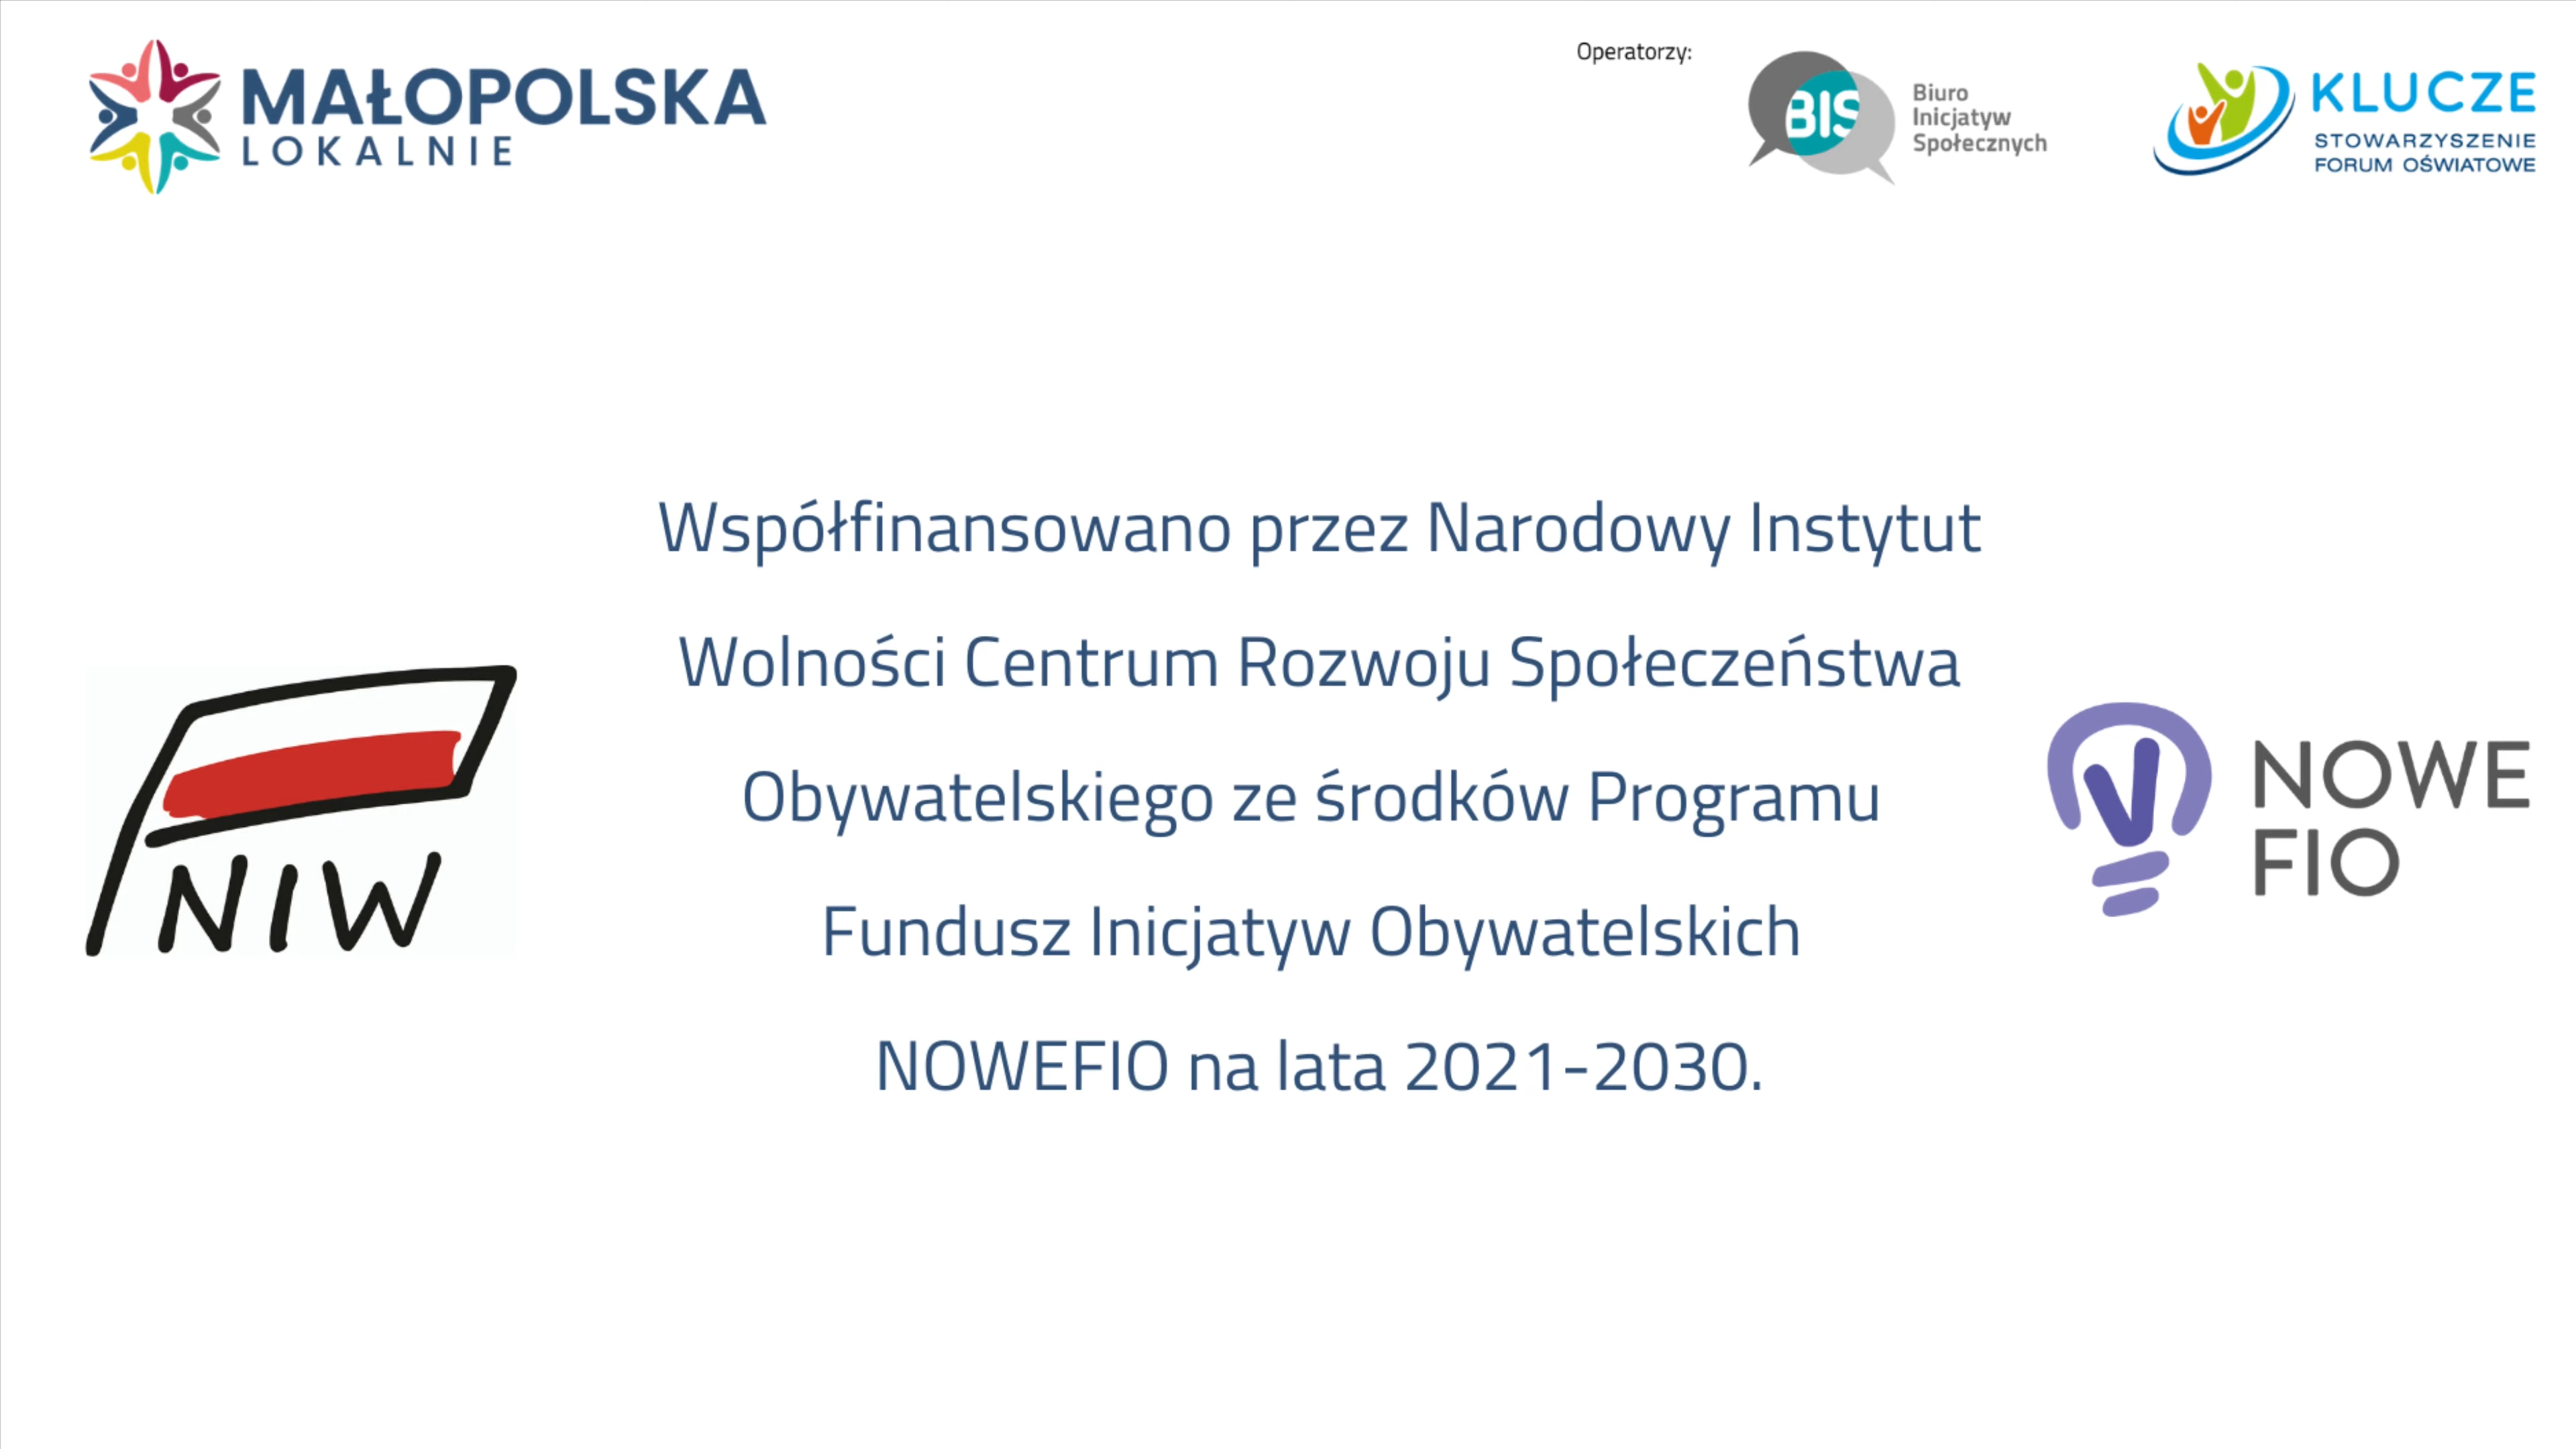 MAŁOPOLSKA
LOKALNIE
Operatorzy:
BIS
Biuro
Inicjatyw
Społecznych
KLUCZE
STOWARZYSZENIE
FORUM OŚWIATOWE
Współfinansowano przez Narodowy Instytut
Wolności Centrum Rozwoju Społeczeństwa
Obywatelskiego ze środków Programu
Fundusz Inicjatyw Obywatelskich
NOWEFIO na lata 2021-2030.
NIW
NOWE
FIO